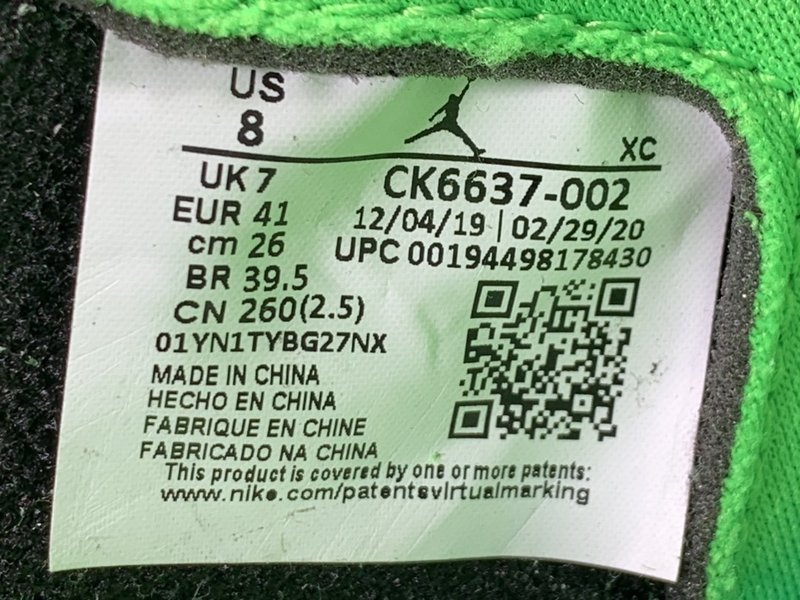 US
8
XC
UK 7
EUR 41
cm 26
BR 39.5
CN 260(2.5)
01YN1TYBG27NX
CK6637-002
12/04/19 | 02/29/20
UPC 00194498178430
MADE IN CHINA
HECHO EN CHINA
FABRIQUE EN CHINE
FABRICADO NA CHINA
This product is covered by one or more patents:
www.nike.com/patentsvirtualmarking